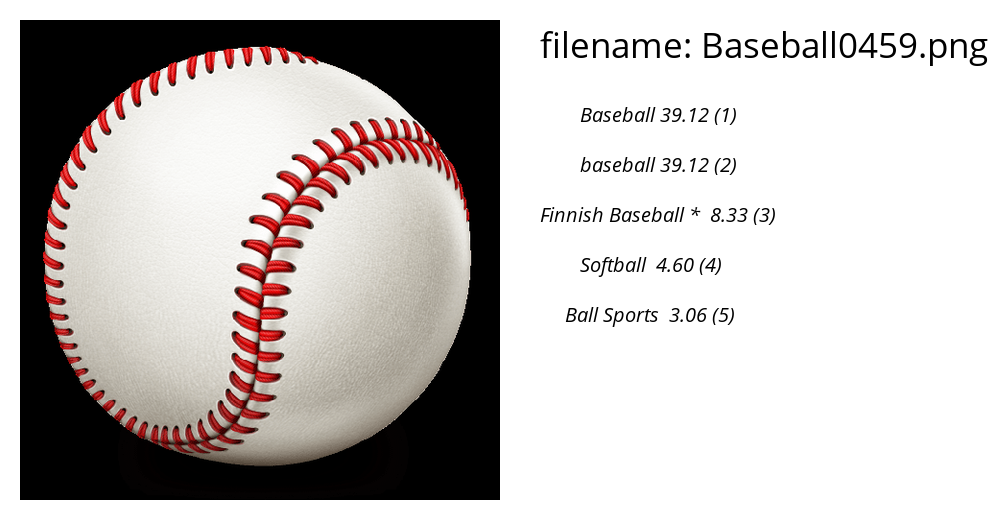 filename: Baseball0459.png
Baseball 39.12 (1)
baseball 39.12 (2)
Finnish Baseball *  8.33 (3)
Softball  4.60 (4)
Ball Sports  3.06 (5)